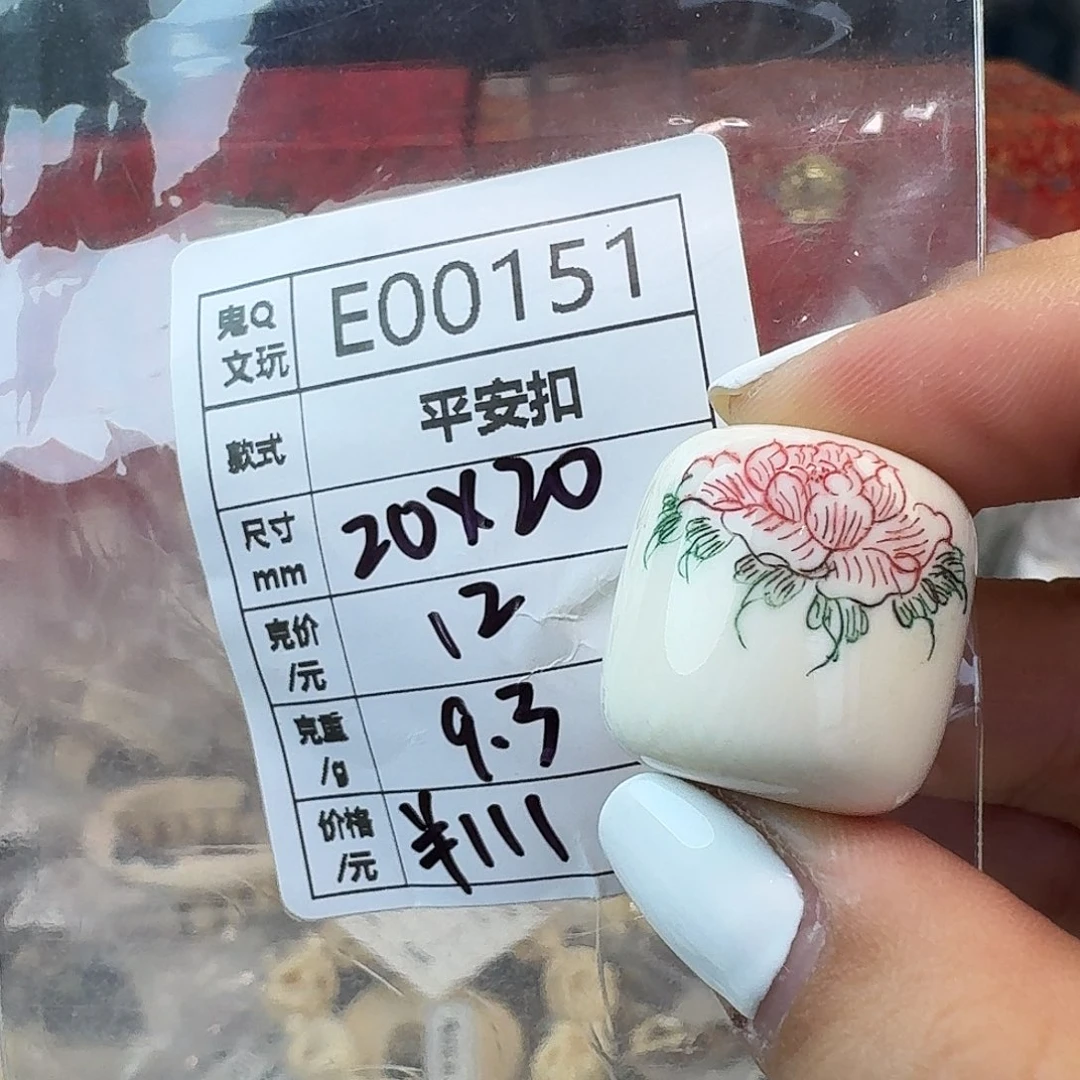 鬼Q
文玩
E00151
款式
平安扣
尺寸
mm
20X20
克价
/元
12
克重
/g
9.3
价格
/元
¥111